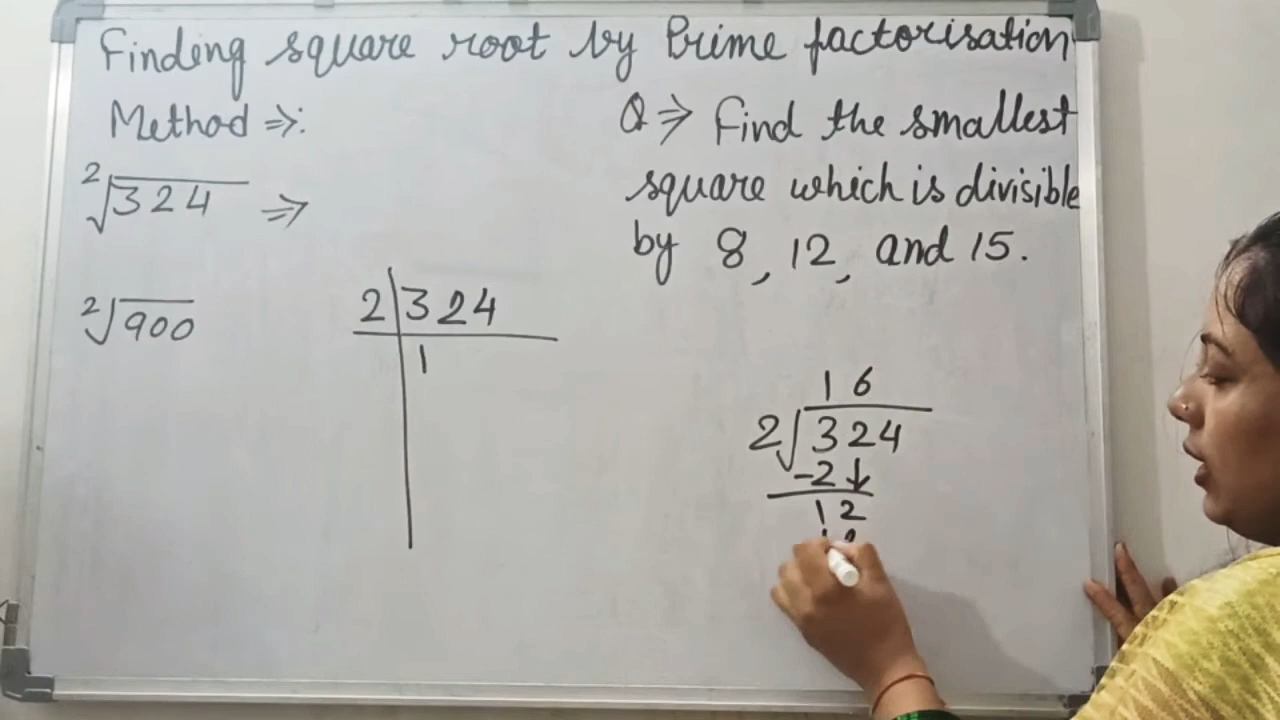 Finding square root by Prime factorisation
Method ⇒:
²√324 ⇒
²√900
Q ⇒ Find the smallest
square which is divisible
by 8, 12, and 15.
2|324
1
16
2√324
-2↓
12